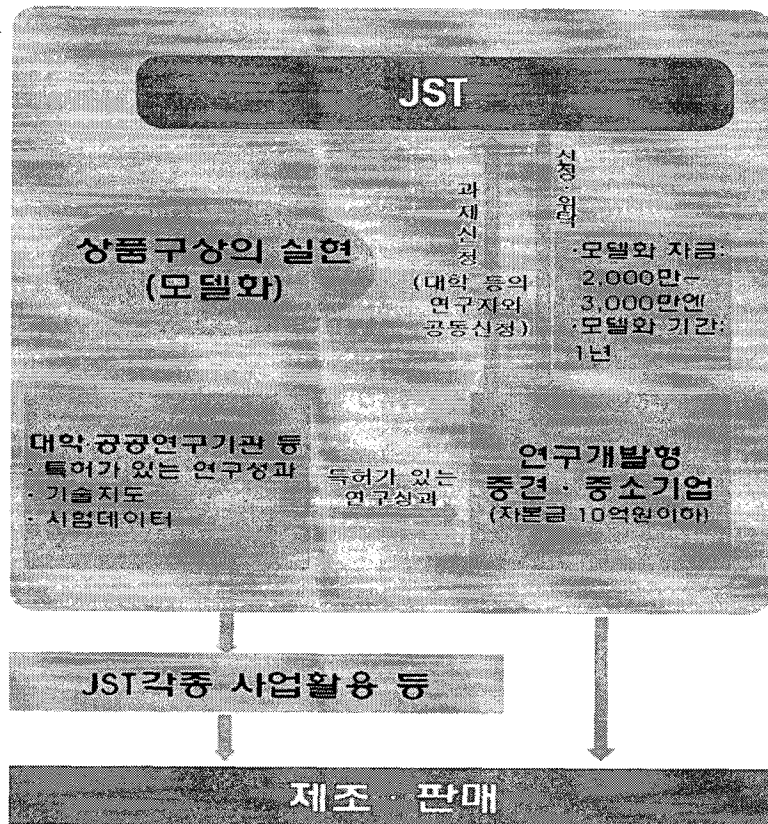 JST
과제신청
신청·위탁
상품구상의 실현
(모델화)
(대학 등의
연구자와
공동신청)
·모델화 자금:
2,000만~
3,000만엔
·모델화 기간:
1년
대학·공공연구기관 등
· 특허가 있는 연구성과
· 기술지도
· 시험데이터
특허가 있는
연구성과
연구개발형
중견 · 중소기업
(자본금 10억원이하)
JST각종 사업활용 등
제조 · 판매